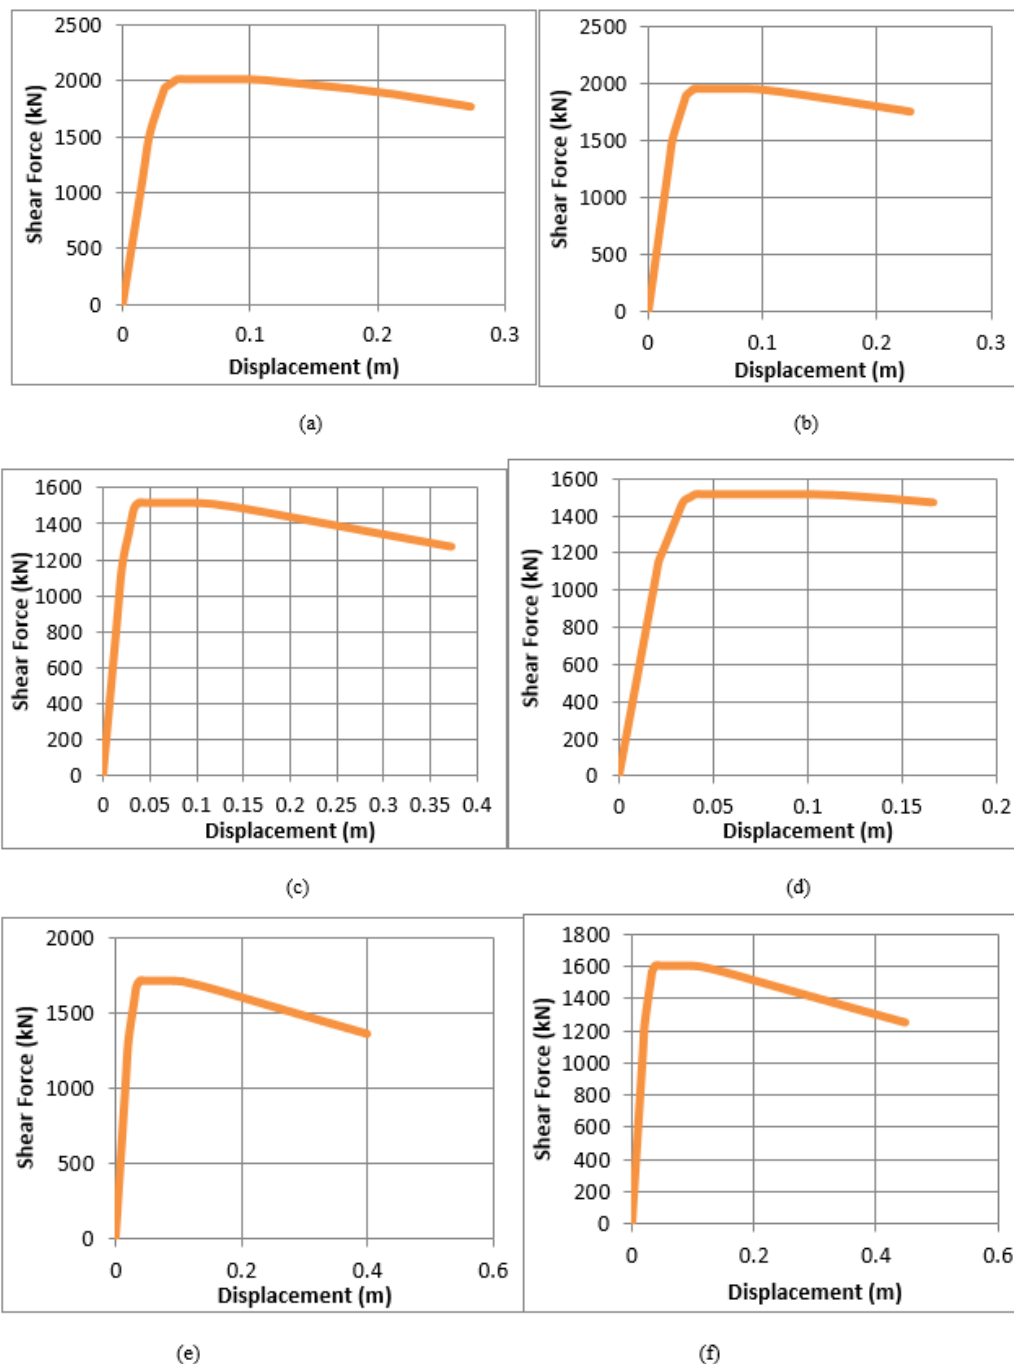 2500
2000
1500
1000
500
0
Shear Force (kN)
0 0.1 0.2 0.3
Displacement (m)
(a)
2500
2000
1500
1000
500
0
Shear Force (kN)
0 0.1 0.2 0.3
Displacement (m)
(b)
1600
1400
1200
1000
800
600
400
200
0
Shear Force (kN)
0 0.05 0.1 0.15 0.2 0.25 0.3 0.35 0.4
Displacement (m)
(c)
1600
1400
1200
1000
800
600
400
200
0
Shear Force (kN)
0 0.05 0.1 0.15 0.2
Displacement (m)
(d)
2000
1500
1000
500
0
Shear Force (kN)
0 0.2 0.4 0.6
Displacement (m)
(e)
1800
1600
1400
1200
1000
800
600
400
200
0
Shear Force (kN)
0 0.2 0.4 0.6
Displacement (m)
(f)